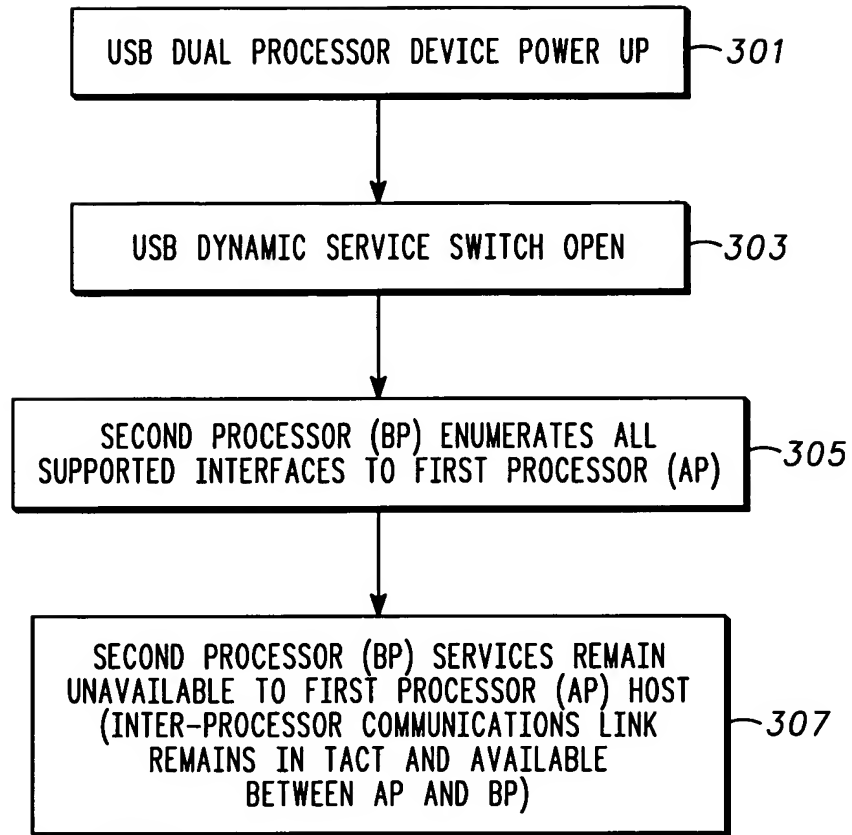 USB DUAL PROCESSOR DEVICE POWER UP
301
USB DYNAMIC SERVICE SWITCH OPEN
303
SECOND PROCESSOR (BP) ENUMERATES ALL
SUPPORTED INTERFACES TO FIRST PROCESSOR (AP)
305
SECOND PROCESSOR (BP) SERVICES REMAIN
UNAVAILABLE TO FIRST PROCESSOR (AP) HOST
(INTER-PROCESSOR COMMUNICATIONS LINK
REMAINS IN TACT AND AVAILABLE
BETWEEN AP AND BP)
307